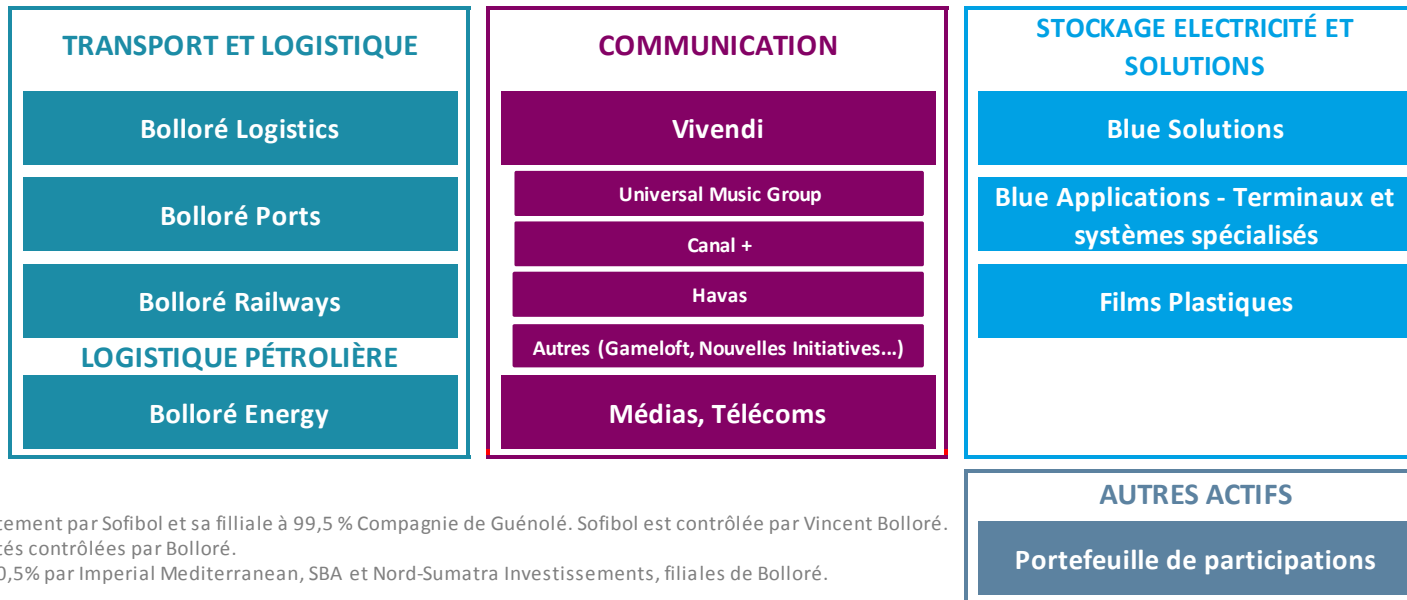 TRANSPORT ET LOGISTIQUE
Bolloré Logistics
Bolloré Ports
Bolloré Railways
LOGISTIQUE PÉTROLIÈRE
Bolloré Energy
COMMUNICATION
Vivendi
Universal Music Group
Canal +
Havas
Autres (Gameloft, Nouvelles Initiatives...)
Médias, Télécoms
STOCKAGE ELECTRICITÉ ET
SOLUTIONS
Blue Solutions
Blue Applications - Terminaux et
systèmes spécialisés
Films Plastiques
AUTRES ACTIFS
Portefeuille de participations
par Sofibol et sa filliale à 99,5 % Compagnie de Guénolé. Sofibol est contrôlée par Vincent Bolloré.
contrôlées par Bolloré.
0,5% par Imperial Mediterranean, SBA et Nord-Sumatra Investissements, filiales de Bolloré.